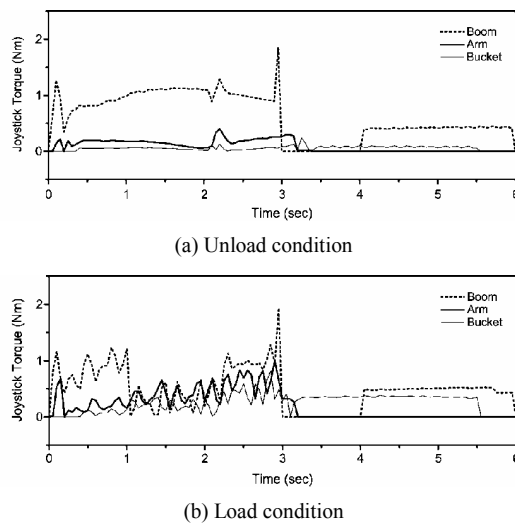 Joystick Torque (Nm)
2
1
0
Boom
Arm
Bucket
0 1 2 3 4 5 6
Time (sec)
(a) Unload condition
Joystick Torque (Nm)
2
1
0
Boom
Arm
Bucket
0 1 2 3 4 5 6
Time (sec)
(b) Load condition